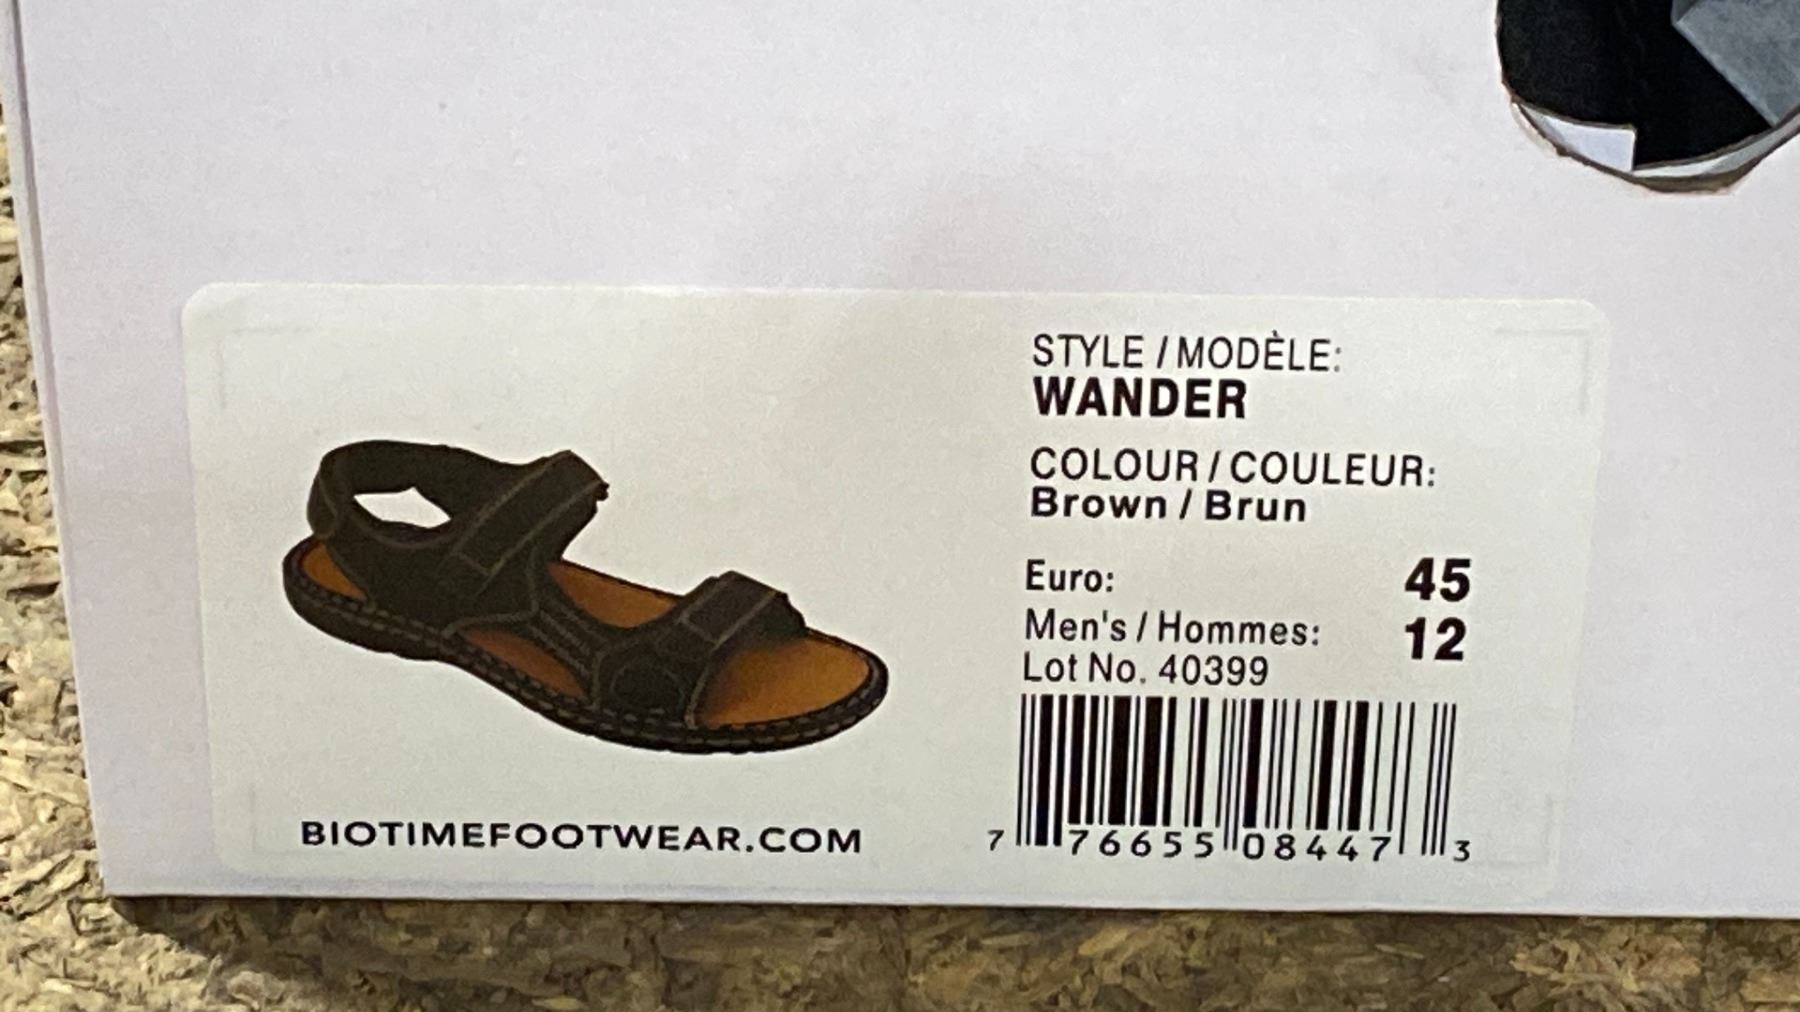 STYLE / MODÈLE:
WANDER
COLOUR / COULEUR:
Brown / Brun
Euro: 45
Men's / Hommes: 12
Lot No. 40399
7 76655 08447 3
BIOTIMEFOOTWEAR.COM